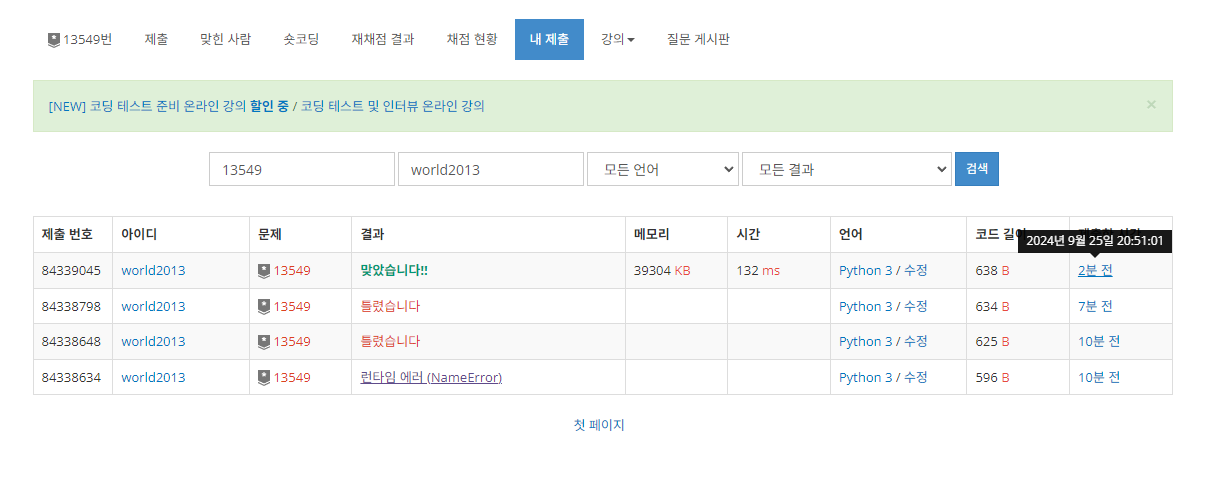 13549번 제출 맞힌 사람 숏코딩 재채점 결과 채점 현황 내 제출 강의 질문 게시판
[NEW] 코딩 테스트 준비 온라인 강의 할인 중 / 코딩 테스트 및 인터뷰 온라인 강의 ×
13549 world2013 모든 언어 모든 결과 검색
2024년 9월 25일 20:51:01
제출 번호 아이디 문제 결과 메모리 시간 언어 코드
84339045 world2013 13549 맞았습니다!! 39304 KB 132 ms Python 3 / 수정 638 B 2분 전
84338798 world2013 13549 틀렸습니다 Python 3 / 수정 634 B 7분 전
84338648 world2013 13549 틀렸습니다 Python 3 / 수정 625 B 10분 전
84338634 world2013 13549 런타임 에러 (NameError) Python 3 / 수정 596 B 10분 전
첫 페이지